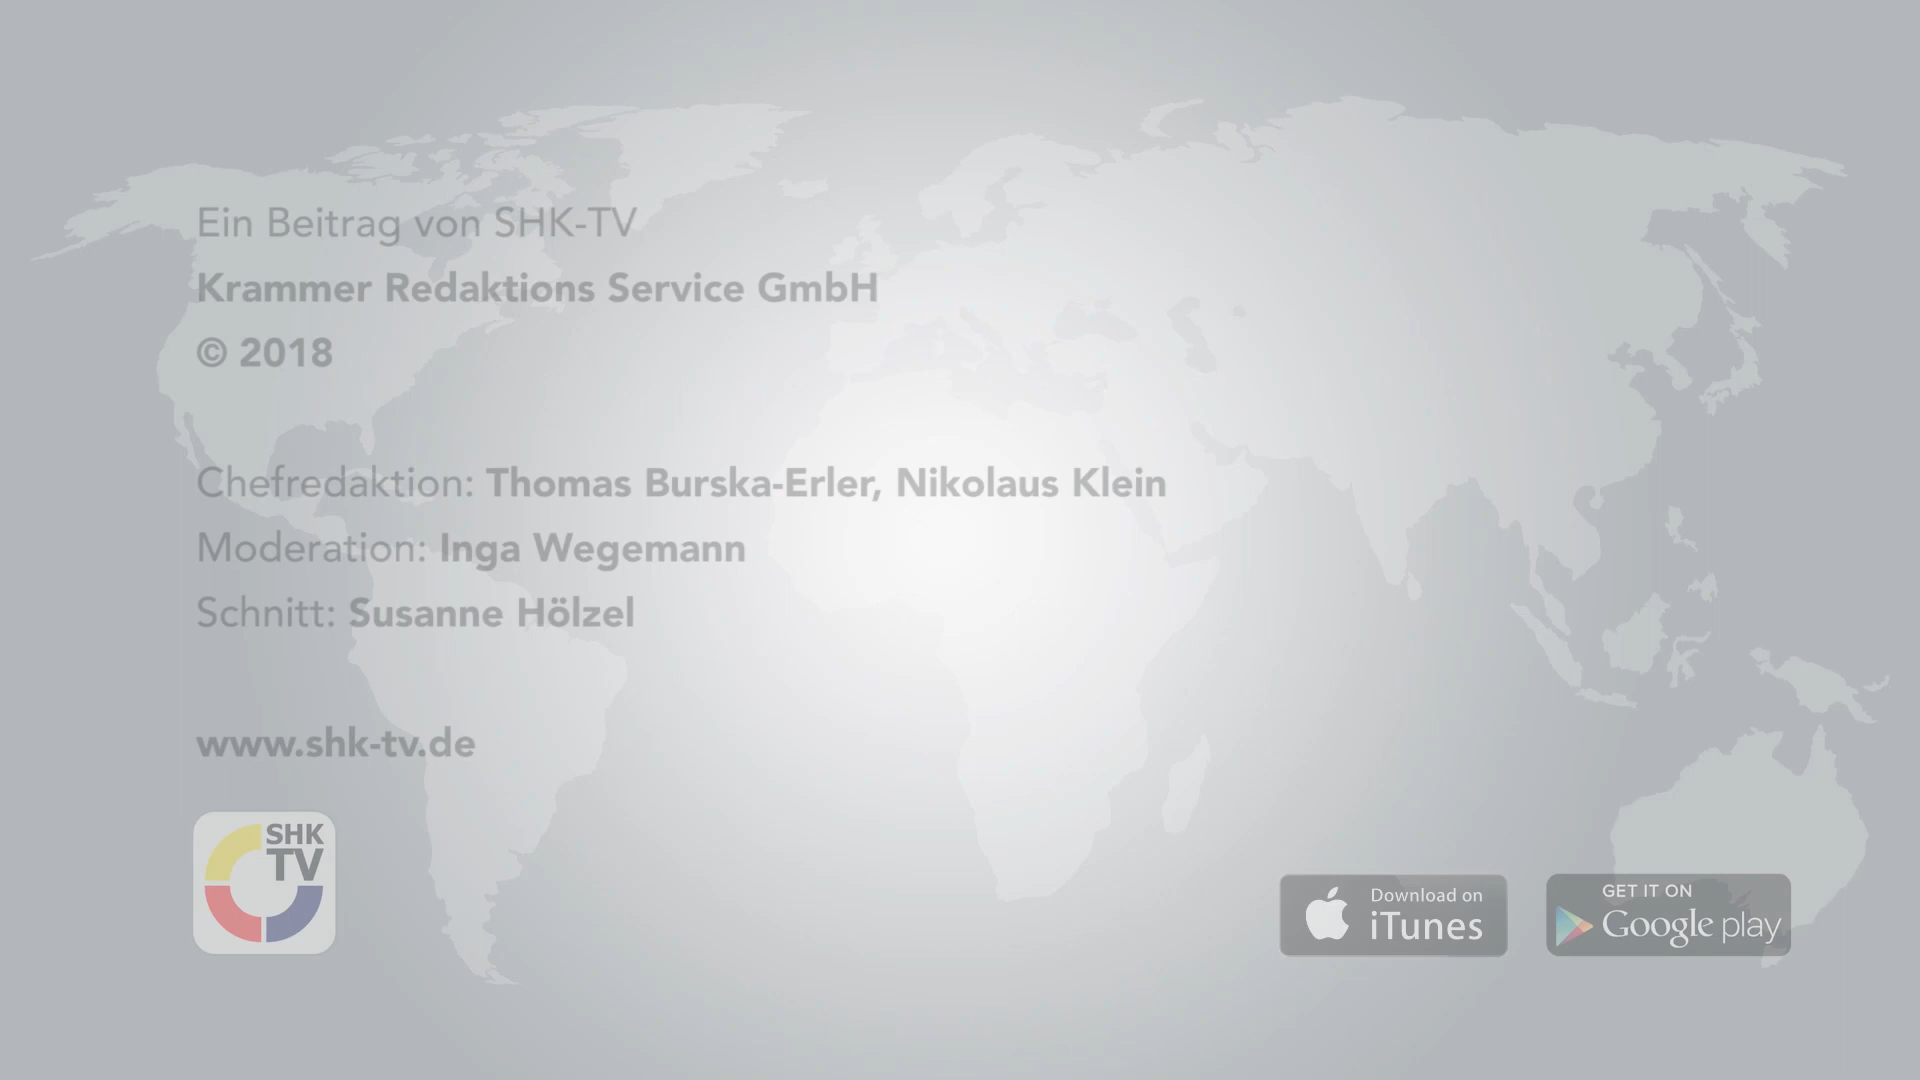 Ein Beitrag von SHK-TV
Krammer Redaktions Service GmbH
© 2018
Chefredaktion: Thomas Burska-Erler, Nikolaus Klein
Moderation: Inga Wegemann
Schnitt: Susanne Hölzel
www.shk-tv.de
SHK
TV
Download on
iTunes
GET IT ON
Google play